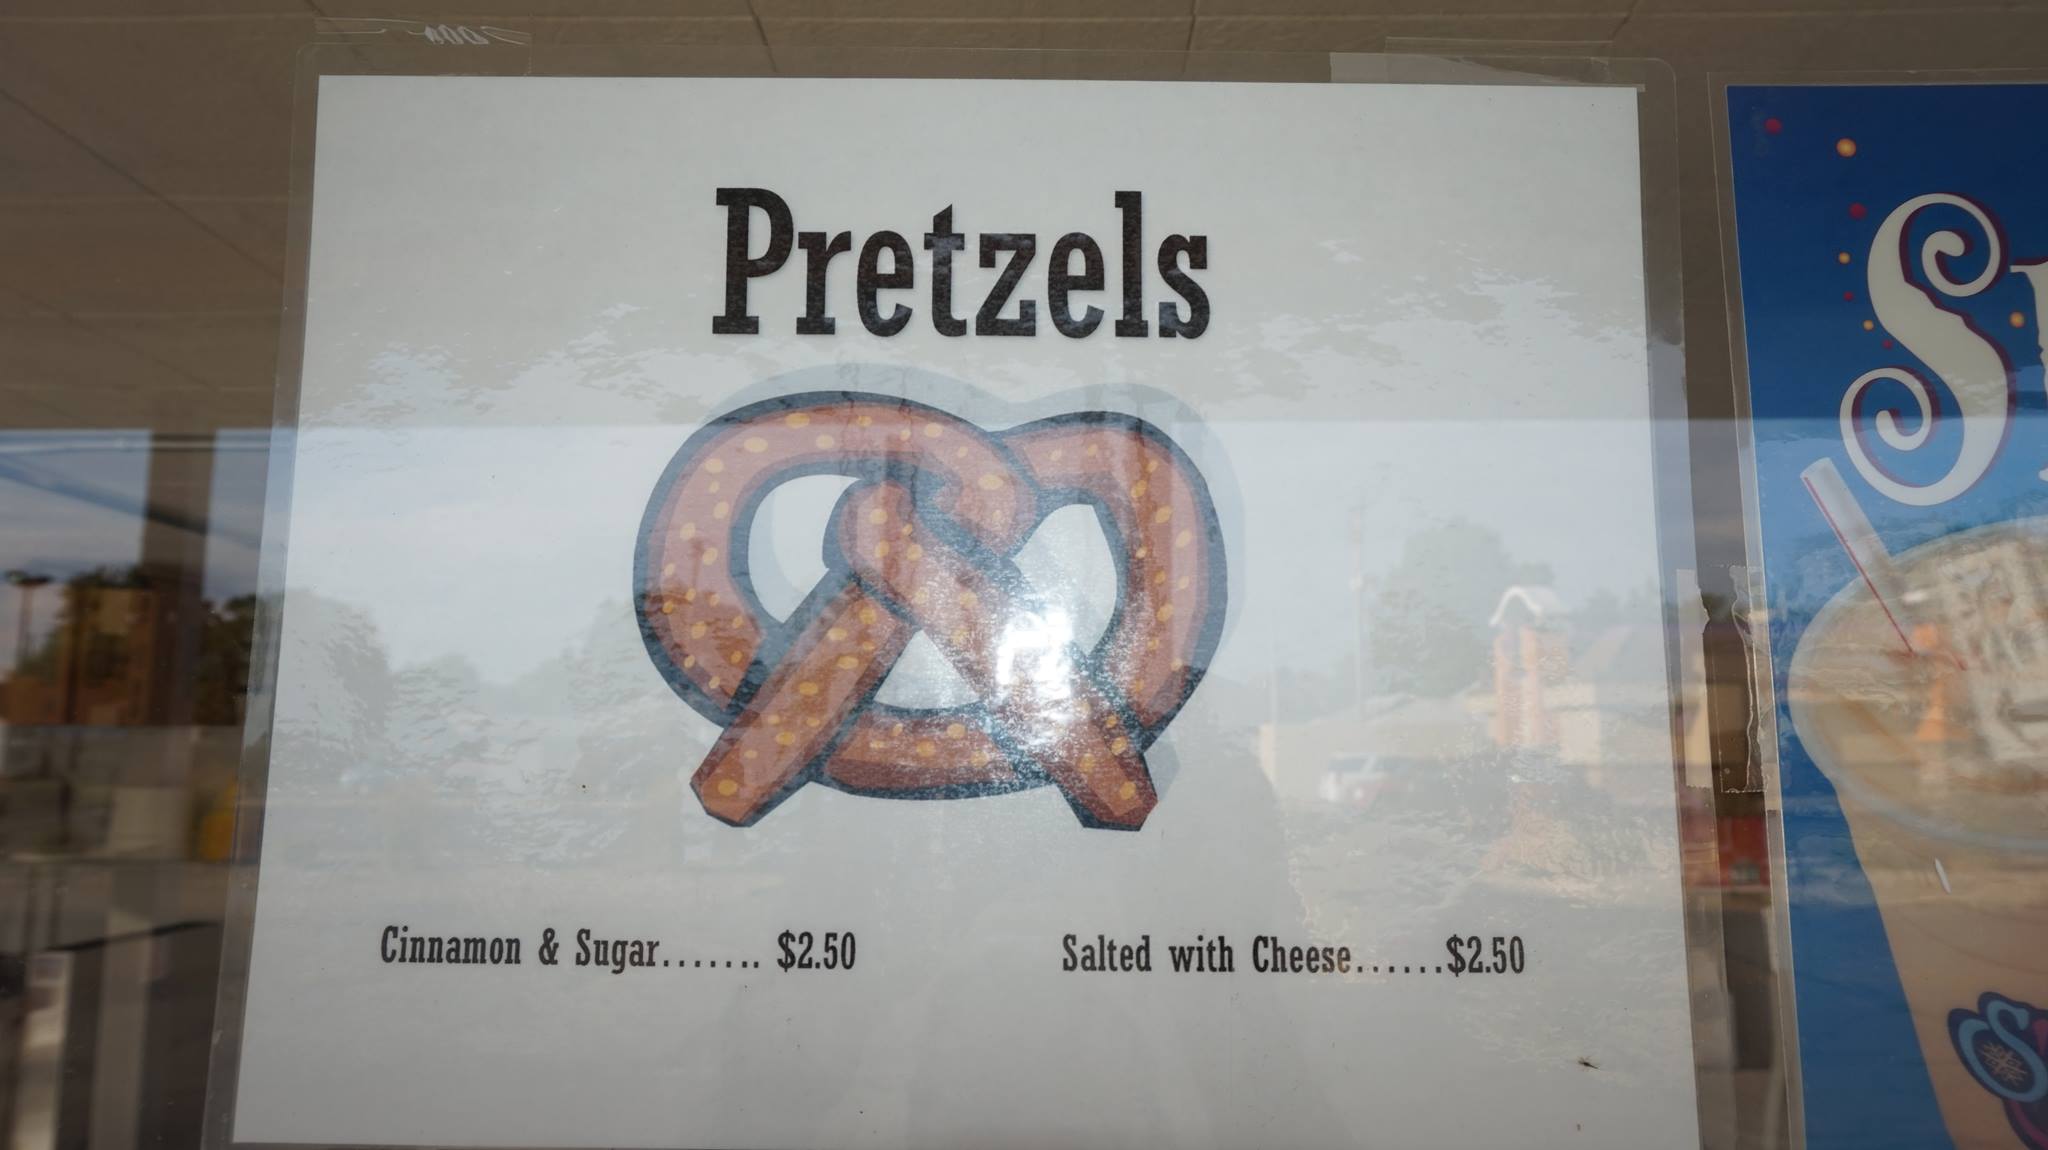 Pretzels
Cinnamon & Sugar....... $2.50
Salted with Cheese......$2.50